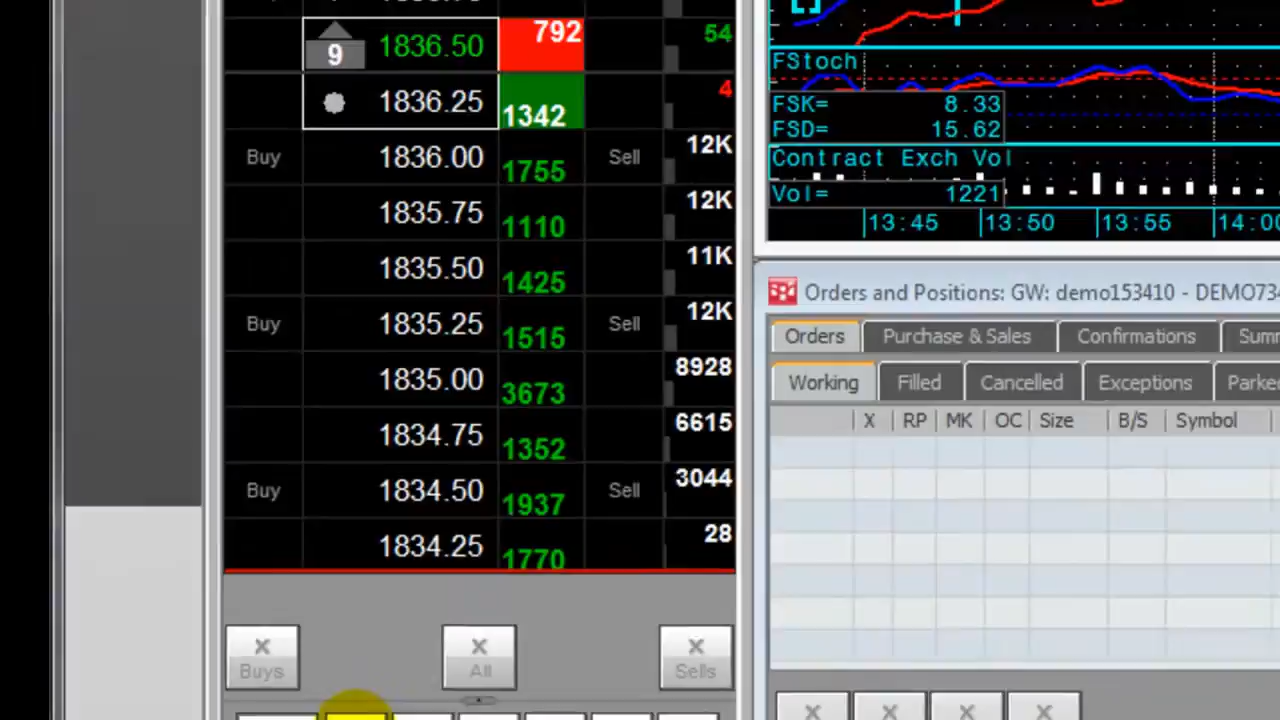 792 54
9 1836.50
1836.25 1342 4
Buy 1836.00 1755 Sell 12K
1835.75 1110 12K
1835.50 1425 11K
Buy 1835.25 1515 Sell 12K
1835.00 3673 8928
1834.75 1352 6615
Buy 1834.50 1937 Sell 3044
1834.25 1770 28
X X X
Buys All Sells
FStoch
FSK= 8.33
FSD= 15.62
Contract Exch Vol
Vol= 1221
13:45 13:50 13:55
Orders and Positions: GW: demo153410 -
Orders Purchase & Sales Confirmations
Working Filled Cancelled Exceptions
X RP MK OC Size B/S Symbol
X X X X